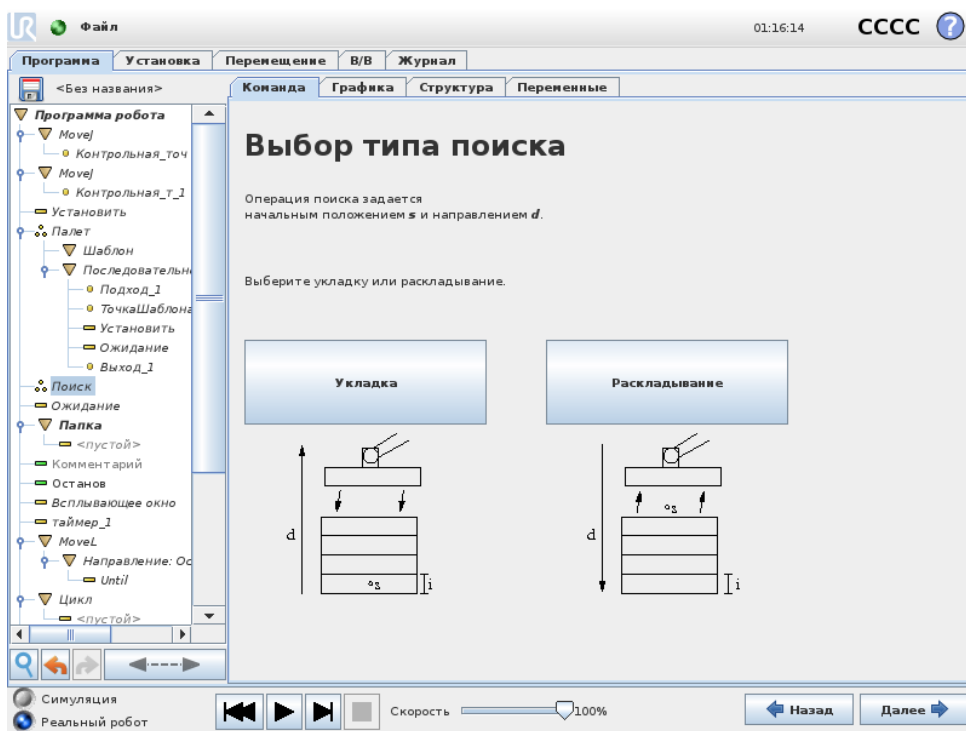 UR Файл 01:16:14 CCCC ?
Программа Установка Перемещение В/В Журнал
<Без названия>
Команда Графика Структура Переменные
Программа робота
MoveJ
Контрольная_точ
MoveJ
Контрольная_т_1
Установить
Палет
Шаблон
Последовательн
Подход_1
ТочкаШаблона
Установить
Ожидание
Выход_1
Поиск
Ожидание
Папка
<пустой>
Комментарий
Останов
Всплывающее окно
таймер_1
MoveL
Направление: Ос
Until
Цикл
<пустой>
Выбор типа поиска
Операция поиска задается
начальным положением s и направлением d.
Выберите укладку или раскладывание.
Укладка Раскладывание
d s i
d s i
Симуляция
Реальный робот
Скорость 100%
Назад Далее